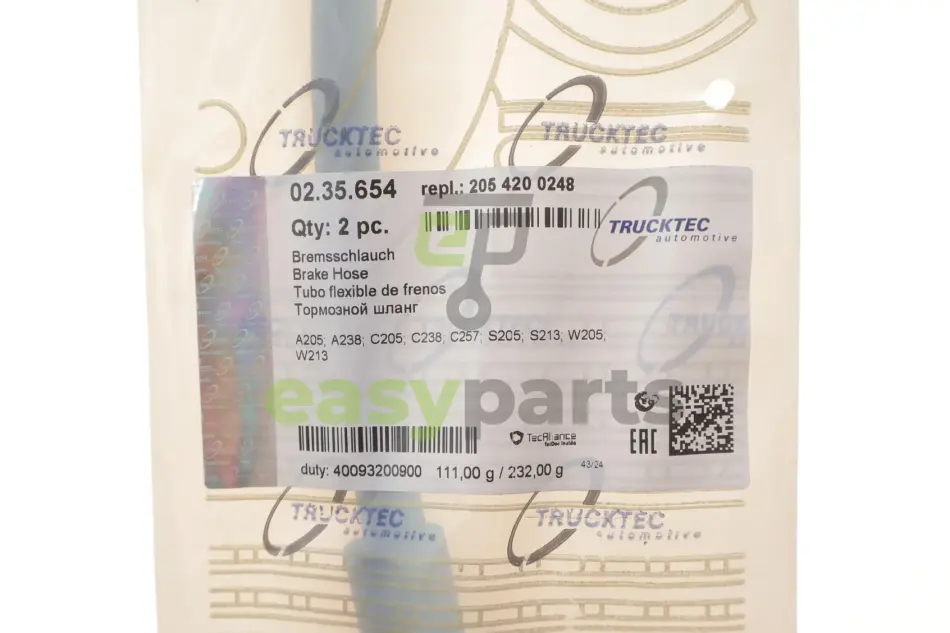 TRUCKTEC
automotive
TRUCKTEC
automotive
02.35.654 repl.: 205 420 0248
Qty: 2 pc.
TRUCKTEC
automotive
Bremsschlauch
Brake Hose
Tubo flexible de frenos
Тормозной шланг
A205; A238; C205; C238; C257; S205; S213; W205;
W213
easyparts
TecAlliance
EAC
duty: 40093200900 111,00 g / 232,00 g 43/24
TRUCKTEC
automotive
TRUCKTEC
automotive